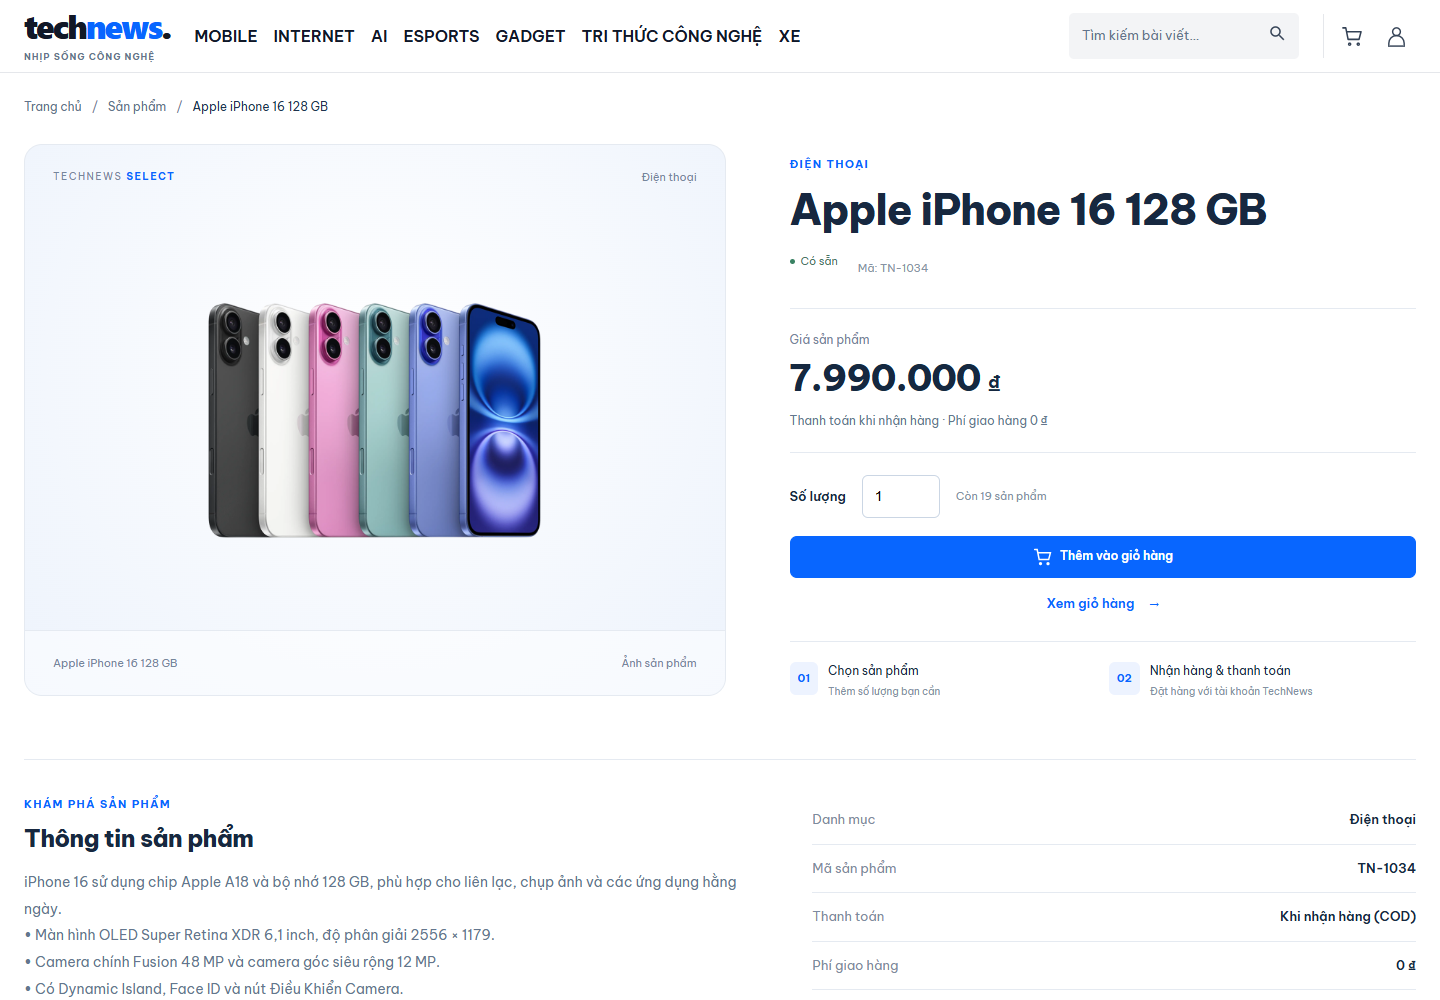 technews.
NHỊP SỐNG CÔNG NGHỆ
MOBILE INTERNET AI ESPORTS GADGET TRI THỨC CÔNG NGHỆ XE
Tìm kiếm bài viết...
Trang chủ / Sản phẩm / Apple iPhone 16 128 GB
TECHNEWS SELECT
Điện thoại
Apple iPhone 16 128 GB
Ảnh sản phẩm
ĐIỆN THOẠI
Apple iPhone 16 128 GB
Có sẵn
Mã: TN-1034
Giá sản phẩm
7.990.000 ₫
Thanh toán khi nhận hàng · Phí giao hàng 0 ₫
Số lượng 1 Còn 19 sản phẩm
Thêm vào giỏ hàng
Xem giỏ hàng →
01 Chọn sản phẩm
Thêm số lượng bạn cần
02 Nhận hàng & thanh toán
Đặt hàng với tài khoản TechNews
KHÁM PHÁ SẢN PHẨM
Thông tin sản phẩm
iPhone 16 sử dụng chip Apple A18 và bộ nhớ 128 GB, phù hợp cho liên lạc, chụp ảnh và các ứng dụng hằng
ngày.
• Màn hình OLED Super Retina XDR 6,1 inch, độ phân giải 2556 × 1179.
• Camera chính Fusion 48 MP và camera góc siêu rộng 12 MP.
• Có Dynamic Island, Face ID và nút Điều Khiển Camera.
Danh mục Điện thoại
Mã sản phẩm TN-1034
Thanh toán Khi nhận hàng (COD)
Phí giao hàng 0 ₫